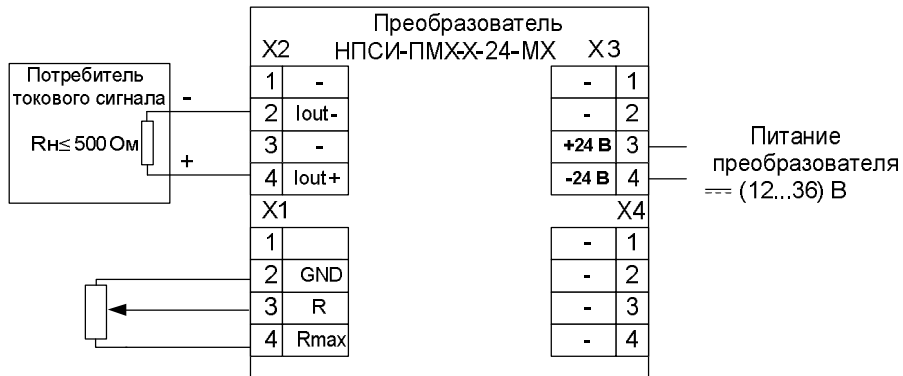 Преобразователь
НПСИ-ПМХ-Х-24-МХ
X2
1 -
2 Iout-
3 -
4 Iout+
X1
1
2 GND
3 R
4 Rmax
X3
- 1
- 2
+24 В 3
-24 В 4
X4
- 1
- 2
- 3
- 4
Потребитель
токового сигнала
Rн≤ 500 Ом
-
+
Питание
преобразователя
(12...36) В